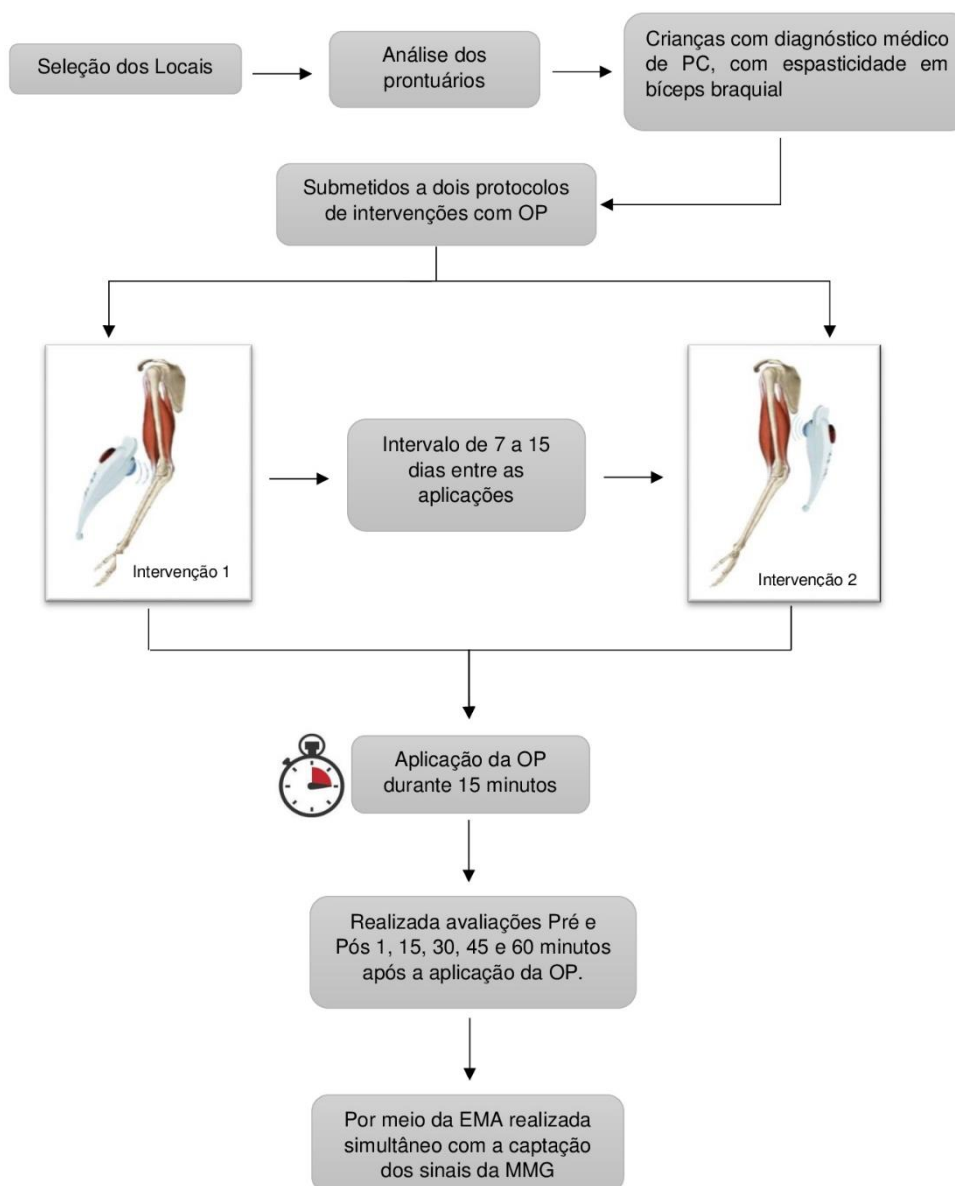 Seleção dos Locais
Análise dos
prontuários
Crianças com diagnóstico médico
de PC, com espasticidade em
bíceps braquial
Submetidos a dois protocolos
de intervenções com OP
Intervenção 1
Intervalo de 7 a 15
dias entre as
aplicações
Intervenção 2
Aplicação da OP
durante 15 minutos
Realizada avaliações Pré e
Pós 1, 15, 30, 45 e 60 minutos
após a aplicação da OP.
Por meio da EMA realizada
simultâneo com a captação
dos sinais da MMG